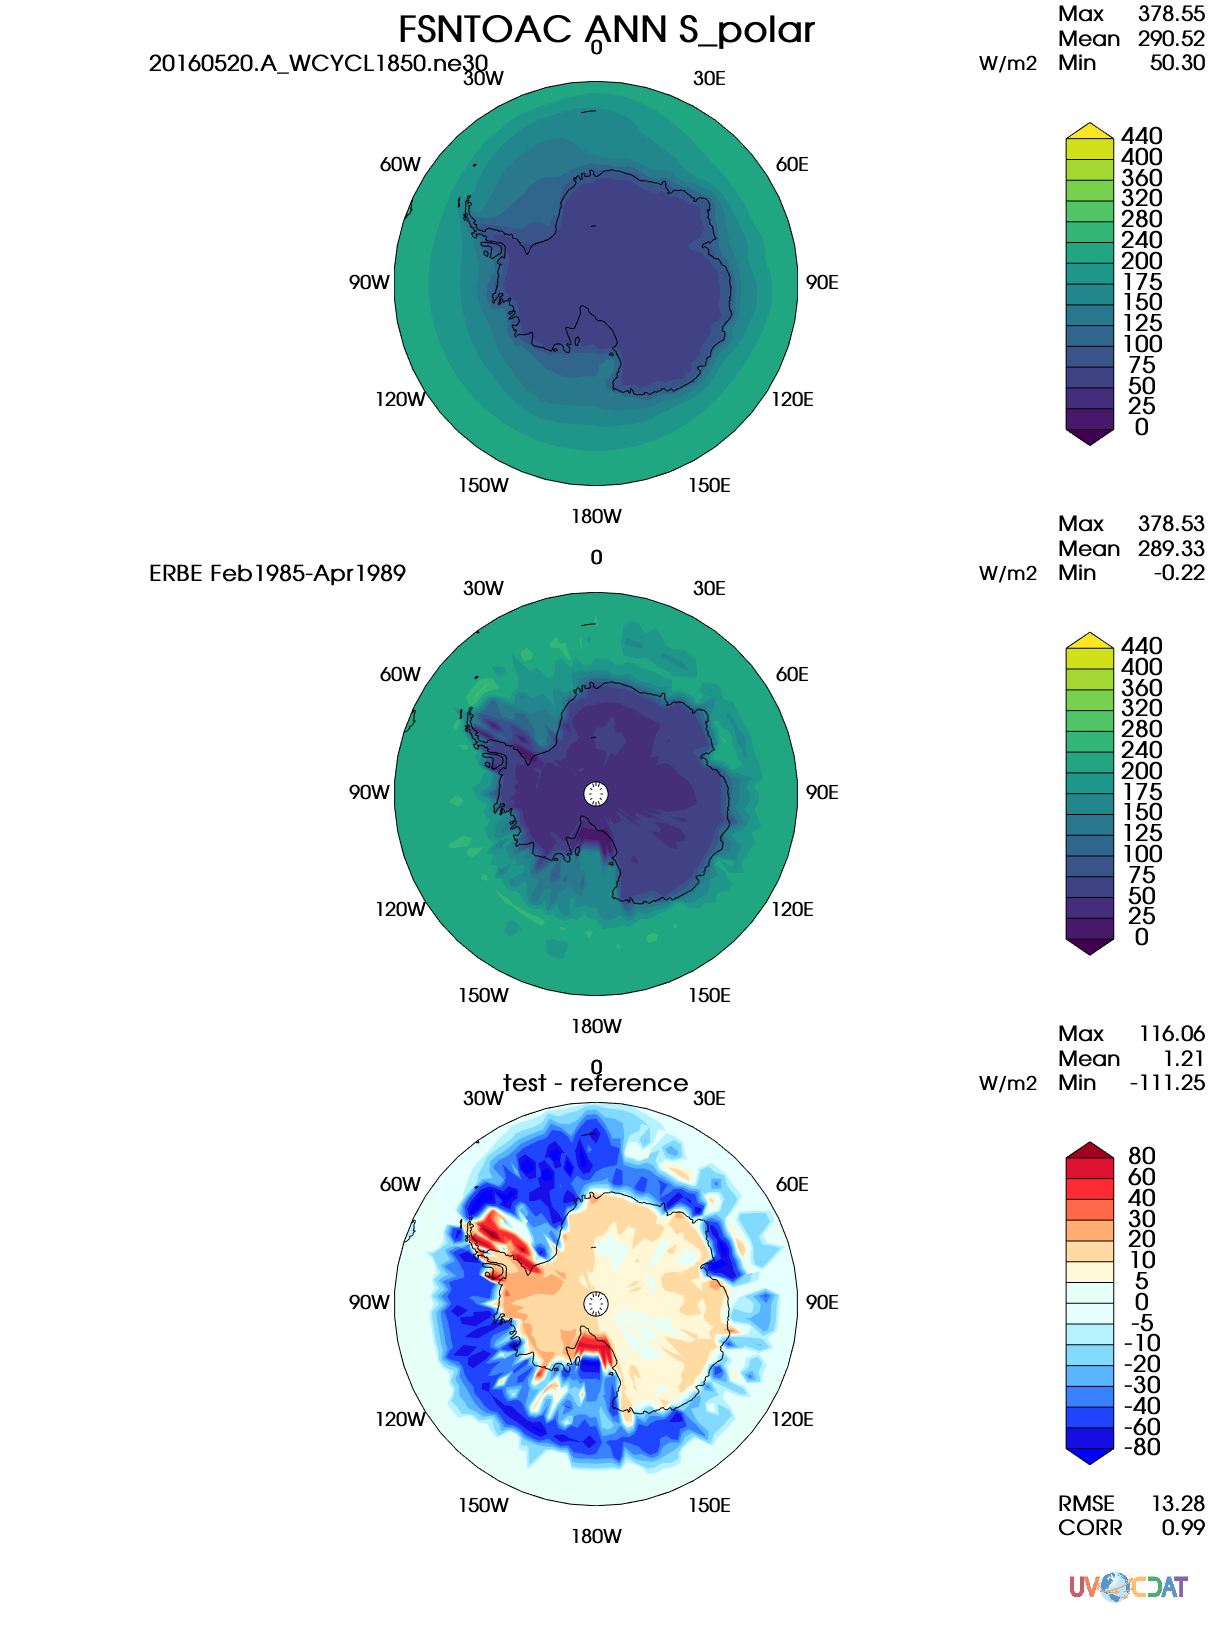 FSNTOAC ANN S_polar
Max 378.55
Mean 290.52
20160520.A_WCYCL1850.ne30
W/m2 Min 50.30
0
30W 30E
60W 60E
90W 90E
120W 120E
150W 150E
180W
440
400
360
320
280
240
200
175
150
125
100
75
50
25
0
Max 378.53
Mean 289.33
ERBE Feb1985-Apr1989
W/m2 Min -0.22
0
30W 30E
60W 60E
90W 90E
120W 120E
150W 150E
180W
440
400
360
320
280
240
200
175
150
125
100
75
50
25
0
Max 116.06
Mean 1.21
test - reference
W/m2 Min -111.25
0
30W 30E
60W 60E
90W 90E
120W 120E
150W 150E
180W
80
60
40
30
20
10
5
0
-5
-10
-20
-30
-40
-60
-80
RMSE 13.28
CORR 0.99
UV CDAT